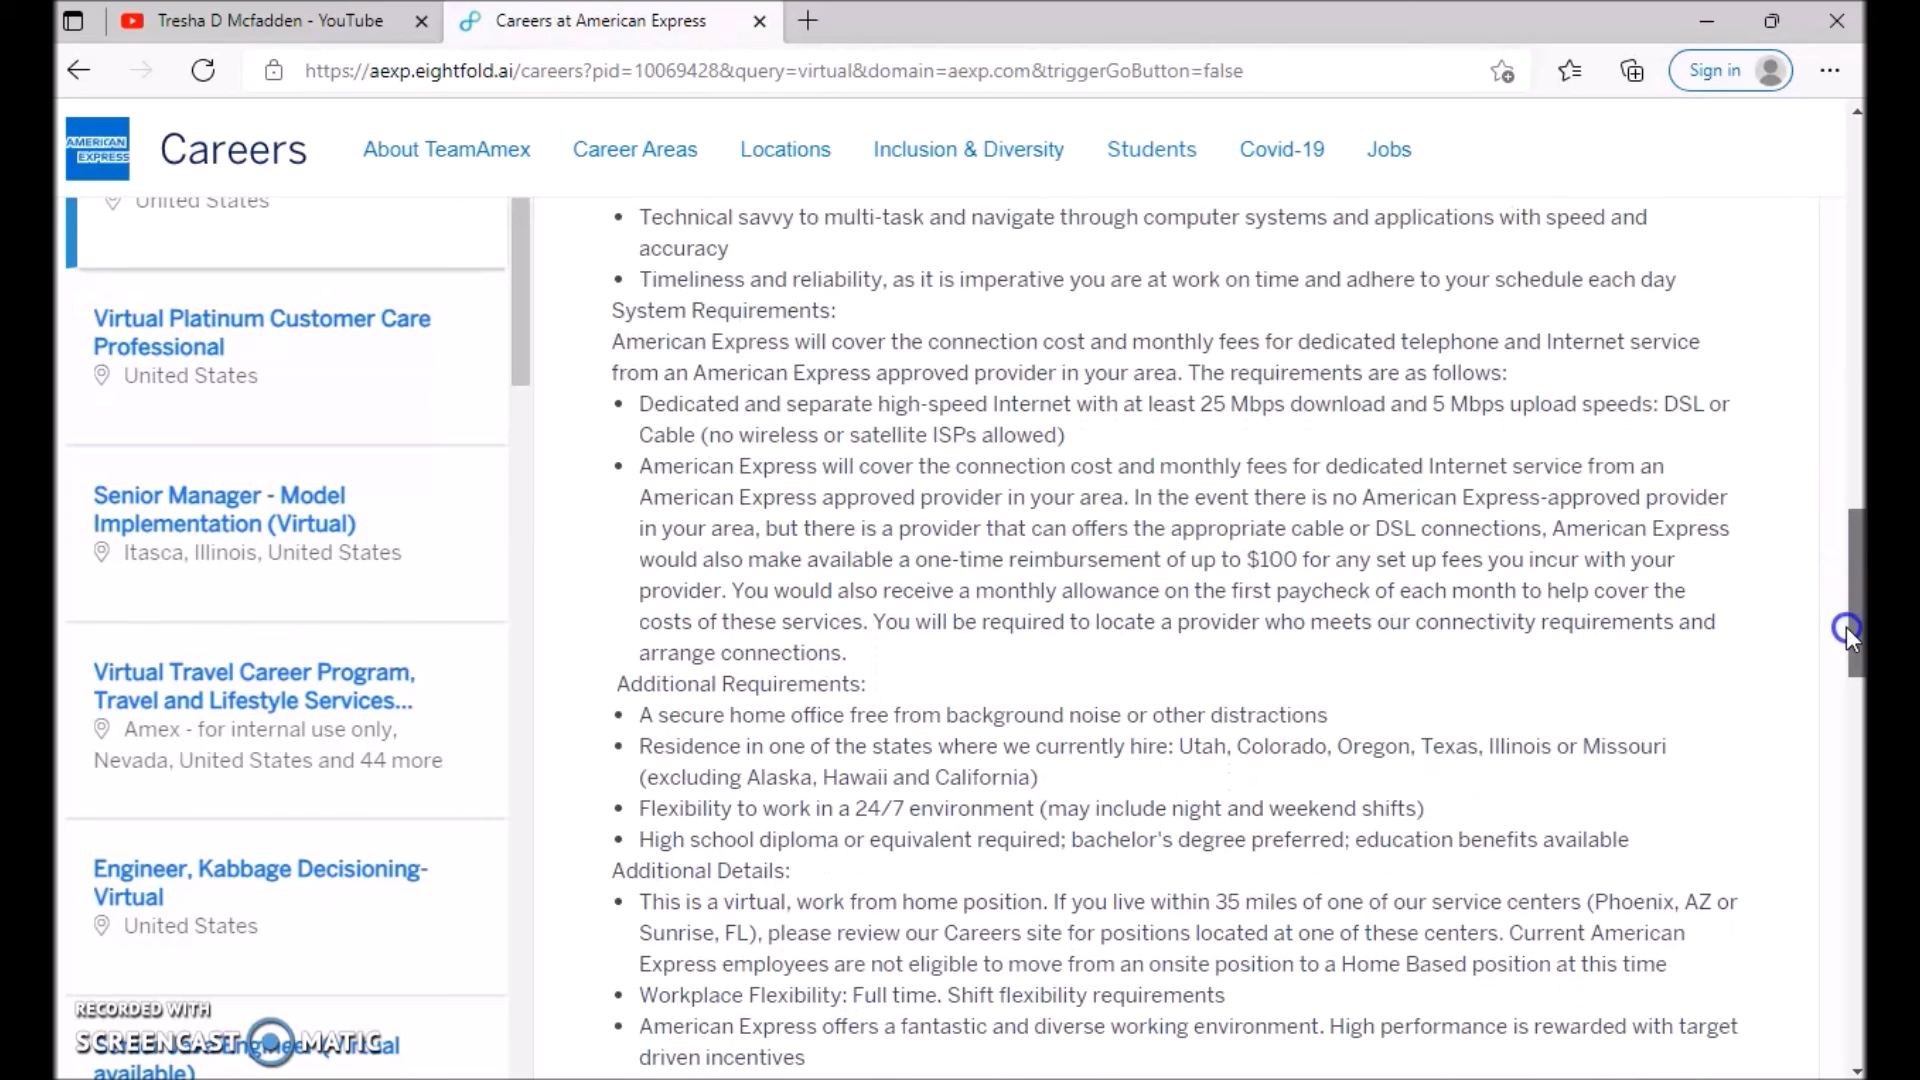 Tresha D Mcfadden - YouTube
Careers at American Express
https://aexp.eightfold.ai/careers?pid=10069428&query=virtual&domain=aexp.com&triggerGoButton=false
Sign in
AMERICAN
EXPRESS
Careers
About TeamAmex
Career Areas
Locations
Inclusion & Diversity
Students
Covid-19
Jobs
United States
Virtual Platinum Customer Care
Professional
United States
Senior Manager - Model
Implementation (Virtual)
Itasca, Illinois, United States
Virtual Travel Career Program,
Travel and Lifestyle Services...
Amex - for internal use only,
Nevada, United States and 44 more
Engineer, Kabbage Decisioning-
Virtual
United States
RECORDED WITH
SCREENCAST MATIC
available)
• Technical savvy to multi-task and navigate through computer systems and applications with speed and
accuracy
• Timeliness and reliability, as it is imperative you are at work on time and adhere to your schedule each day
System Requirements:
American Express will cover the connection cost and monthly fees for dedicated telephone and Internet service
from an American Express approved provider in your area. The requirements are as follows:
• Dedicated and separate high-speed Internet with at least 25 Mbps download and 5 Mbps upload speeds: DSL or
Cable (no wireless or satellite ISPs allowed)
• American Express will cover the connection cost and monthly fees for dedicated Internet service from an
American Express approved provider in your area. In the event there is no American Express-approved provider
in your area, but there is a provider that can offers the appropriate cable or DSL connections, American Express
would also make available a one-time reimbursement of up to $100 for any set up fees you incur with your
provider. You would also receive a monthly allowance on the first paycheck of each month to help cover the
costs of these services. You will be required to locate a provider who meets our connectivity requirements and
arrange connections.
Additional Requirements:
• A secure home office free from background noise or other distractions
• Residence in one of the states where we currently hire: Utah, Colorado, Oregon, Texas, Illinois or Missouri
(excluding Alaska, Hawaii and California)
• Flexibility to work in a 24/7 environment (may include night and weekend shifts)
• High school diploma or equivalent required; bachelor's degree preferred; education benefits available
Additional Details:
• This is a virtual, work from home position. If you live within 35 miles of one of our service centers (Phoenix, AZ or
Sunrise, FL), please review our Careers site for positions located at one of these centers. Current American
Express employees are not eligible to move from an onsite position to a Home Based position at this time
• Workplace Flexibility: Full time. Shift flexibility requirements
• American Express offers a fantastic and diverse working environment. High performance is rewarded with target
driven incentives